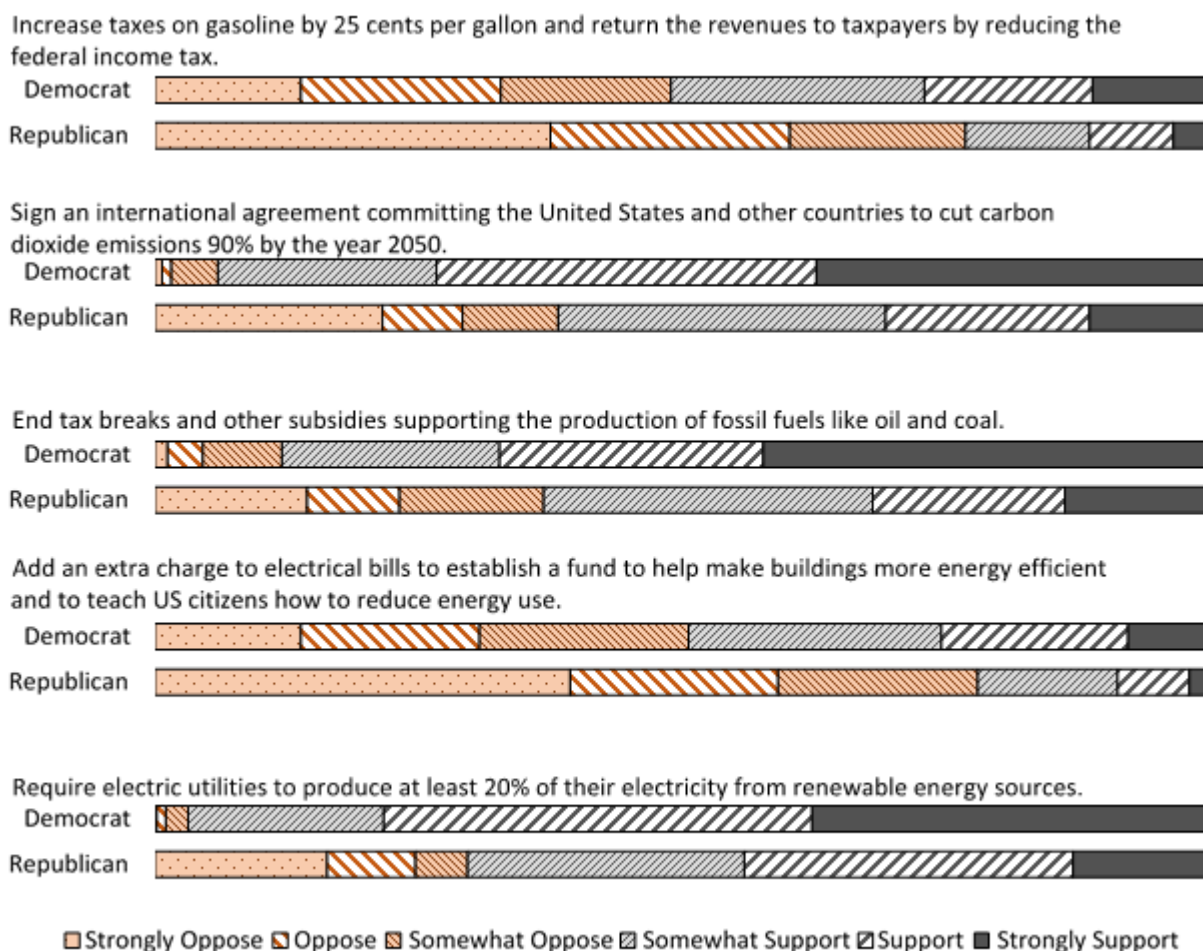 Increase taxes on gasoline by 25 cents per gallon and return the revenues to taxpayers by reducing the
federal income tax.
Democrat
Republican
Sign an international agreement committing the United States and other countries to cut carbon
dioxide emissions 90% by the year 2050.
Democrat
Republican
End tax breaks and other subsidies supporting the production of fossil fuels like oil and coal.
Democrat
Republican
Add an extra charge to electrical bills to establish a fund to help make buildings more energy efficient
and to teach US citizens how to reduce energy use.
Democrat
Republican
Require electric utilities to produce at least 20% of their electricity from renewable energy sources.
Democrat
Republican
Strongly Oppose Oppose Somewhat Oppose Somewhat Support Support Strongly Support